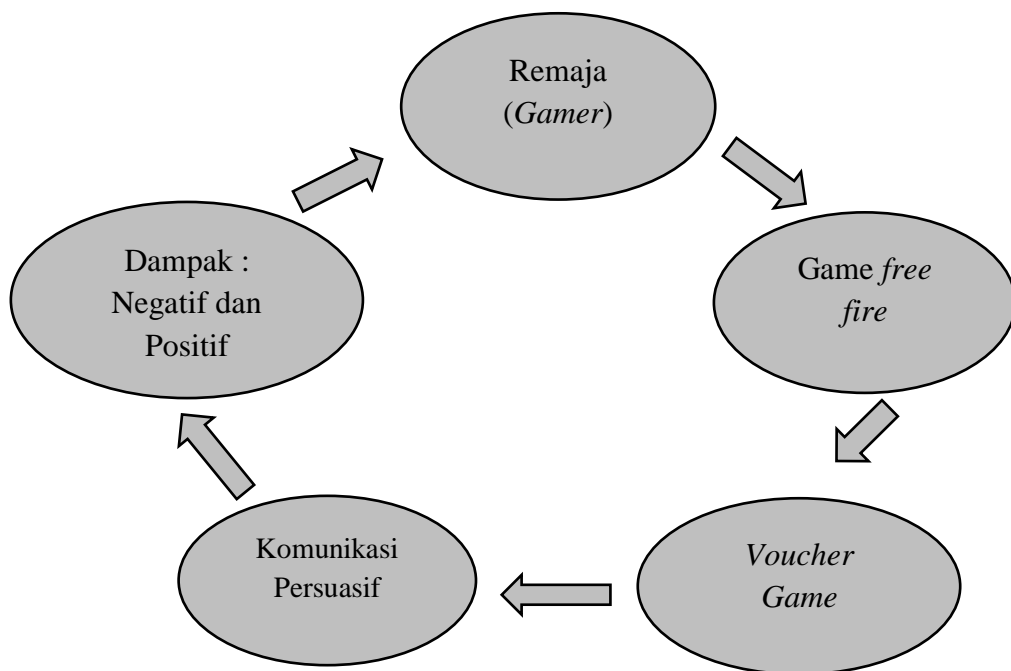 Remaja
(Gamer)
Game free
fire
Voucher
Game
Komunikasi
Persuasif
Dampak :
Negatif dan
Positif